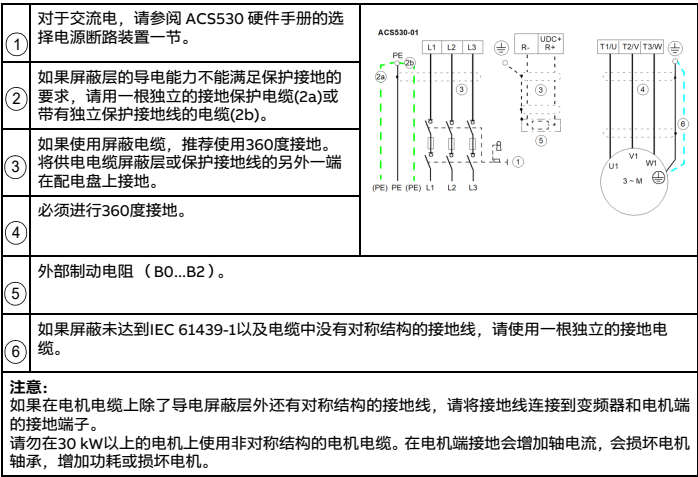 1
对于交流电，请参阅 ACS530 硬件手册的选
择电源断路装置一节。
2
如果屏蔽层的导电能力不能满足保护接地的
要求，请用一根独立的接地保护电缆(2a)或
带有独立保护接地线的电缆(2b)。
3
如果使用屏蔽电缆，推荐使用360度接地。
将供电电缆屏蔽层或保护接地线的另外一端
在配电盘上接地。
4
必须进行360度接地。
ACS530-01
PE
L1 L2 L3
R- UDC+
R+
T1/U T2/V T3/W
2a 2b
3
3
4
5
6
1
(PE) PE (PE) L1 L2 L3
U1 V1 W1
3 ~ M
5
外部制动电阻 （B0...B2）。
6
如果屏蔽未达到IEC 61439-1以及电缆中没有对称结构的接地线，请使用一根独立的接地电
缆。
注意：
如果在电机电缆上除了导电屏蔽层外还有对称结构的接地线，请将接地线连接到变频器和电机端
的接地端子。
请勿在30 kW以上的电机上使用非对称结构的电机电缆。在电机端接地会增加轴电流，会损坏电机
轴承，增加功耗或损坏电机。